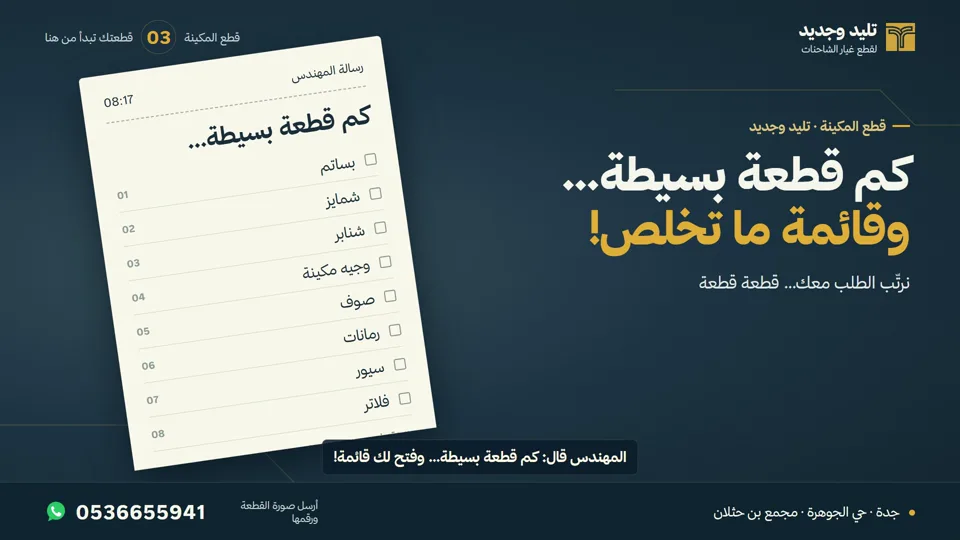 تليد وجديد
لقطع غيار الشاحنات
قطع المكينة
03
قطعتك تبدأ من هنا
قطع المكينة · تليد وجديد
كم قطعة بسيطة...
وقائمة ما تخلص!
نرتّب الطلب معك... قطعة قطعة
رسالة المهندس
08:17
كم قطعة بسيطة...
بساتم 01
شمايز 02
شنابر 03
وجيه مكينة 04
صوف 05
رمانات 06
سيور 07
فلاتر 08
المهندس قال: كم قطعة بسيطة... وفتح لك قائمة!
جدة · حي الجوهرة · مجمع بن حثلان
أرسل صورة القطعة
ورقمها
0536655941